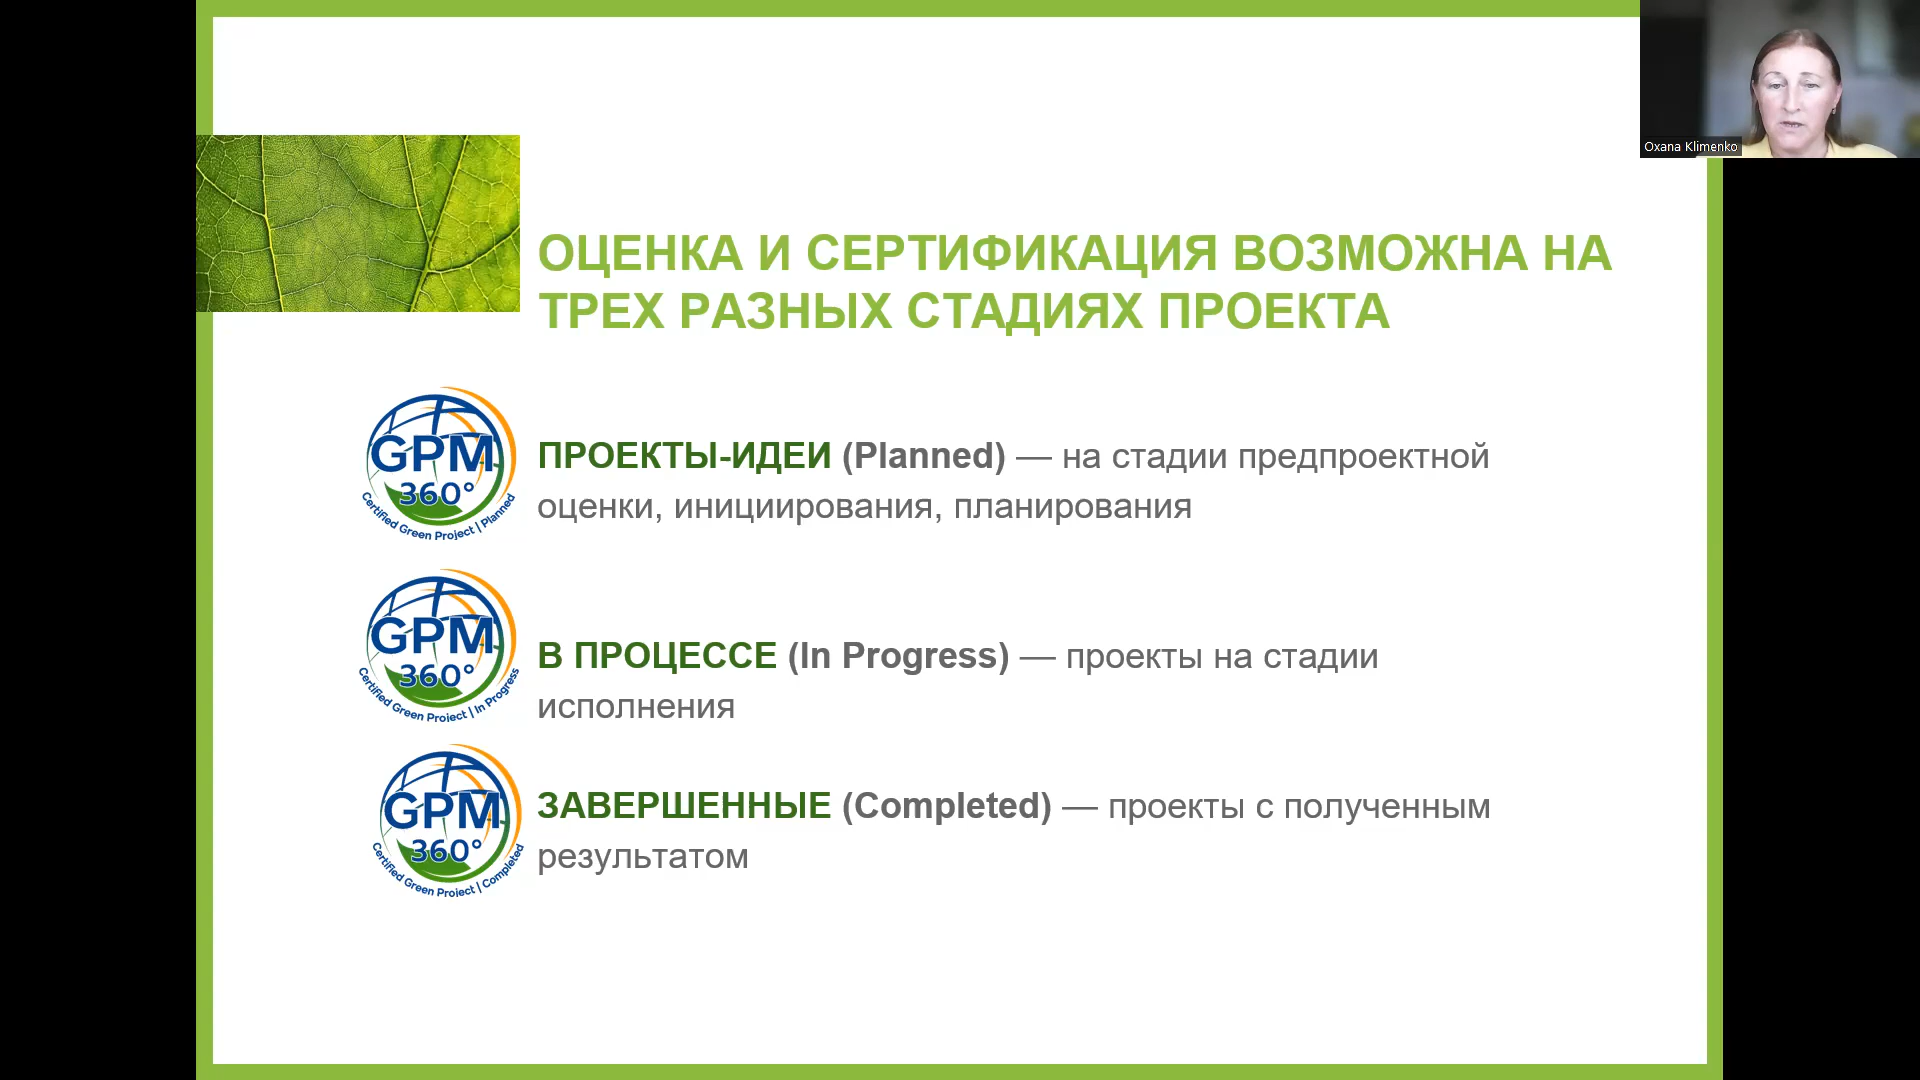 Oxana Klimenko
ОЦЕНКА И СЕРТИФИКАЦИЯ ВОЗМОЖНА НА
ТРЕХ РАЗНЫХ СТАДИЯХ ПРОЕКТА
GPM
360°
Certified Green Project | Planned
ПРОЕКТЫ-ИДЕИ (Planned) — на стадии предпроектной
оценки, инициирования, планирования
GPM
360°
Certified Green Project | In Progress
В ПРОЦЕССЕ (In Progress) — проекты на стадии
исполнения
GPM
360°
Certified Green Project | Completed
ЗАВЕРШЕННЫЕ (Completed) — проекты с полученным
результатом